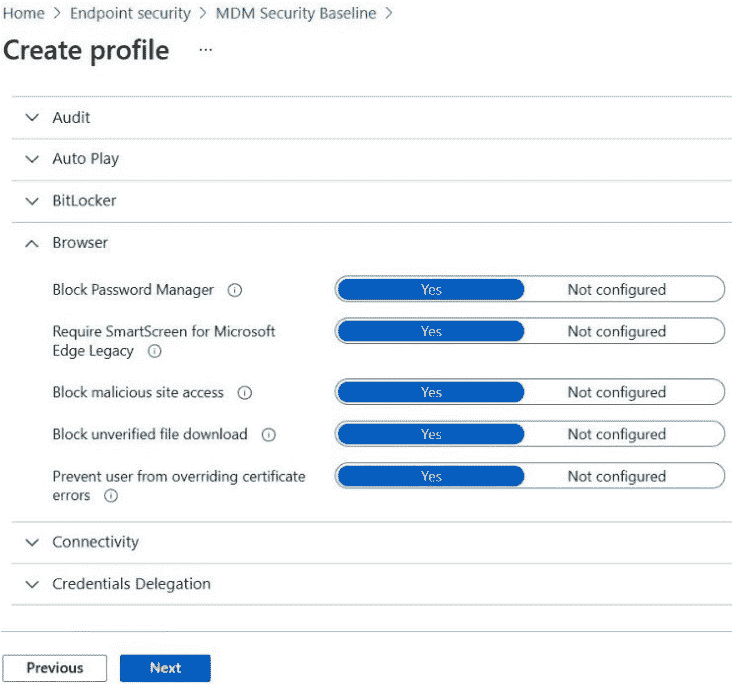 Home > Endpoint security > MDM Security Baseline >
Create profile ...
Audit
Auto Play
BitLocker
Browser
Block Password Manager
Yes
Not configured
Require SmartScreen for Microsoft
Edge Legacy
Yes
Not configured
Block malicious site access
Yes
Not configured
Block unverified file download
Yes
Not configured
Prevent user from overriding certificate
errors
Yes
Not configured
Connectivity
Credentials Delegation
Previous
Next